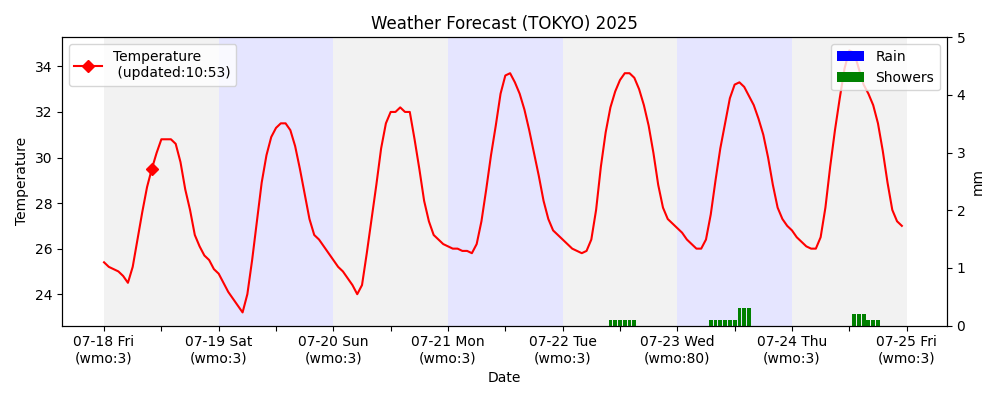 Weather Forecast (TOKYO) 2025
Temperature
(updated:10:53)
Rain
Showers
34
32
30
28
26
24
Temperature
5
4
3
2
1
0
mm
07-18 Fri
(wmo:3)
07-19 Sat
(wmo:3)
07-20 Sun
(wmo:3)
07-21 Mon
(wmo:3)
07-22 Tue
(wmo:3)
07-23 Wed
(wmo:80)
07-24 Thu
(wmo:3)
07-25 Fri
(wmo:3)
Date